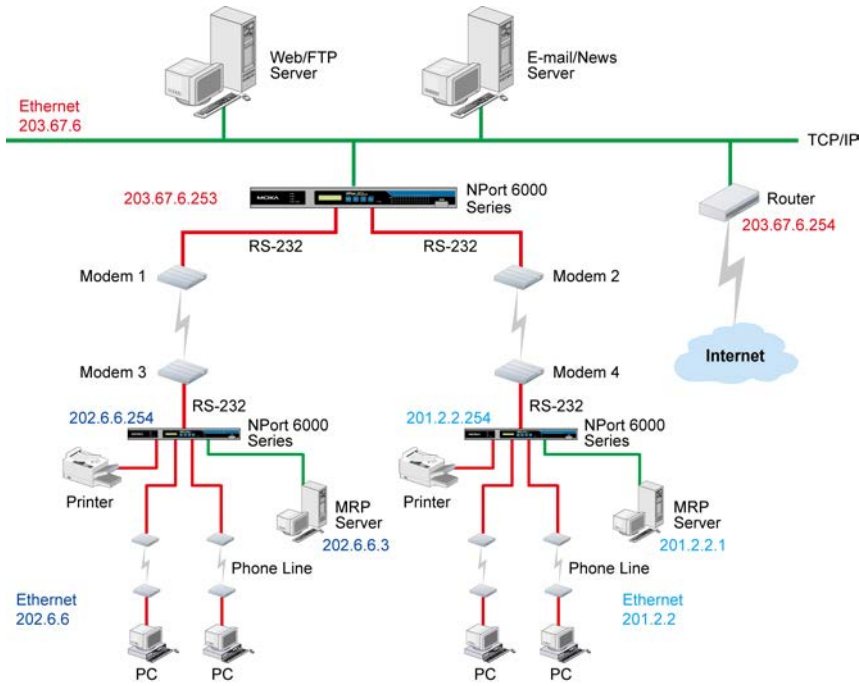 Web/FTP
Server
E-mail/News
Server
Ethernet
203.67.6
TCP/IP
MOXA
203.67.6.253
NPort 6000
Series
Router
203.67.6.254
RS-232
RS-232
Modem 1
Modem 2
Internet
Modem 3
Modem 4
RS-232
RS-232
202.6.6.254
NPort 6000
Series
201.2.2.254
NPort 6000
Series
Printer
MRP
Server
202.6.6.3
Printer
MRP
Server
201.2.2.1
Phone Line
Phone Line
Ethernet
202.6.6
Ethernet
201.2.2
PC
PC
PC
PC